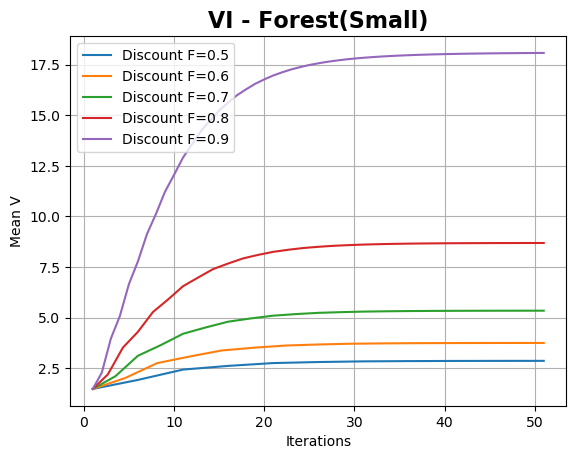 VI - Forest(Small)
Discount F=0.5
Discount F=0.6
Discount F=0.7
Discount F=0.8
Discount F=0.9
Mean V
17.5
15.0
12.5
10.0
7.5
5.0
2.5
0 10 20 30 40 50
Iterations